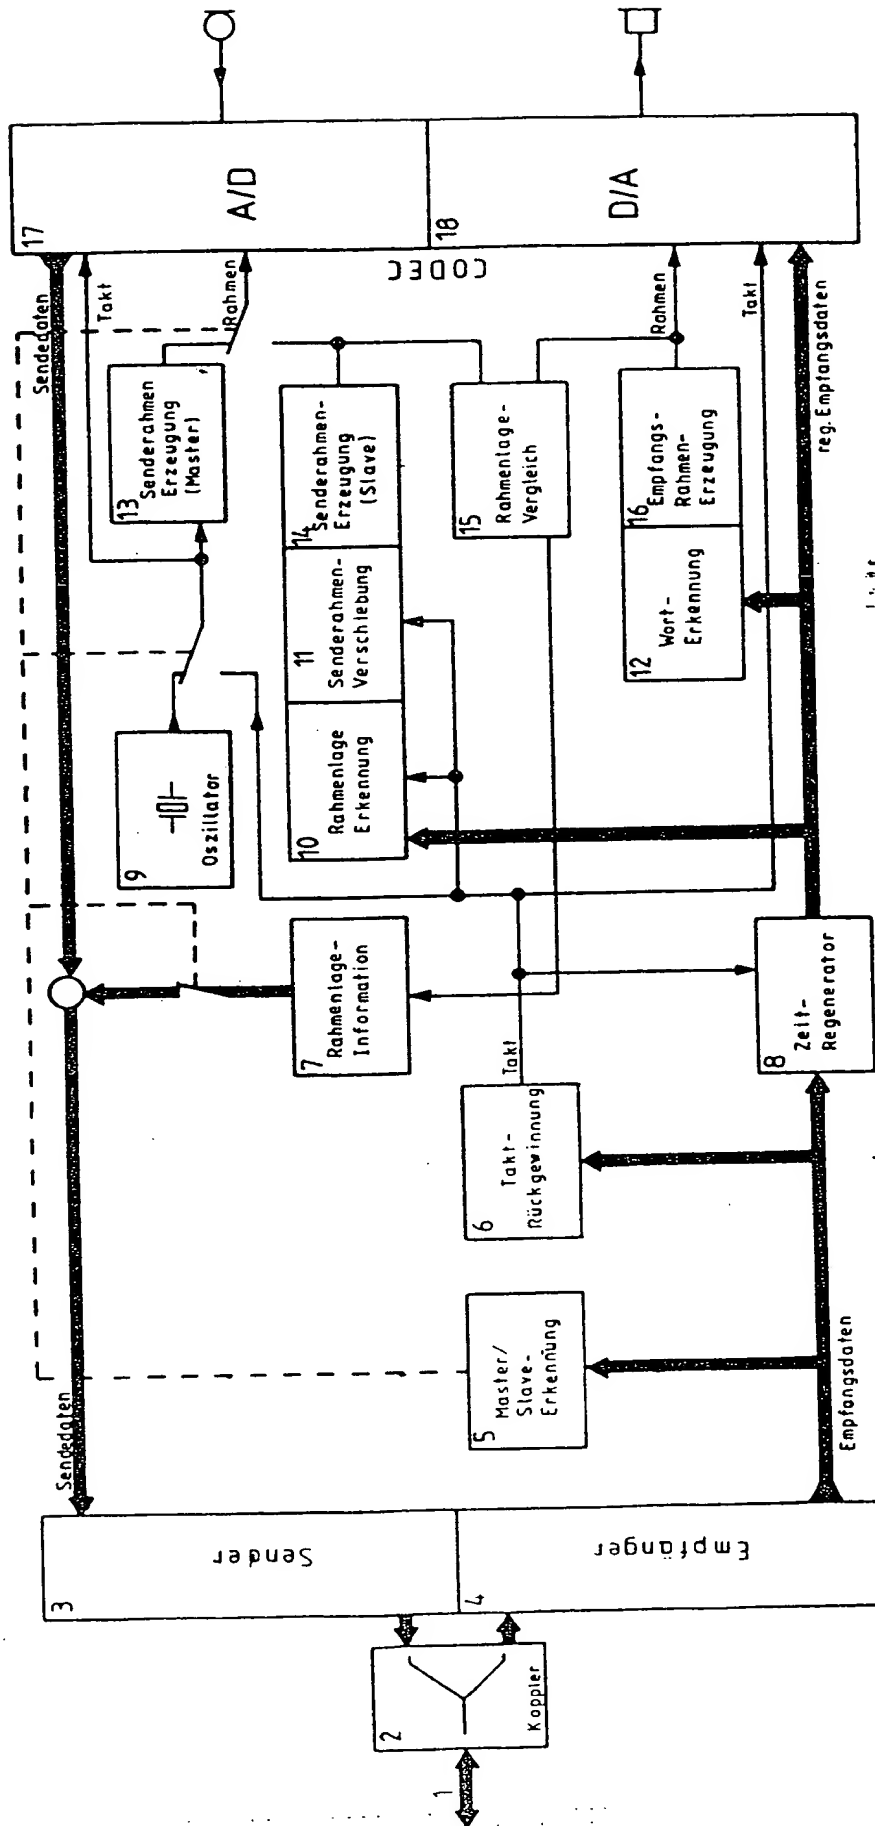 1
2
Koppler
3
Sender
4
Empfänger
Sendedaten
Empfangsdaten
5
Master/
Slave-
Erkennung
6
Takt-
Rückgewinnung
Takt
7
Rahmenlage-
Information
8
Zeit-
Regenerator
9
Oszillator
10
Rahmenlage
Erkennung
11
Senderahmen-
Verschiebung
12
Wort-
Erkennung
13
Senderahmen
Erzeugung
(Master)
14
Senderahmen-
Erzeugung
(Slave)
15
Rahmenlage-
Vergleich
16
Empfangs-
Rahmen-
Erzeugung
Sendedaten
Takt
Rahmen
Rahmen
Takt
reg. Empfangsdaten
CODEC
17
A/D
18
D/A